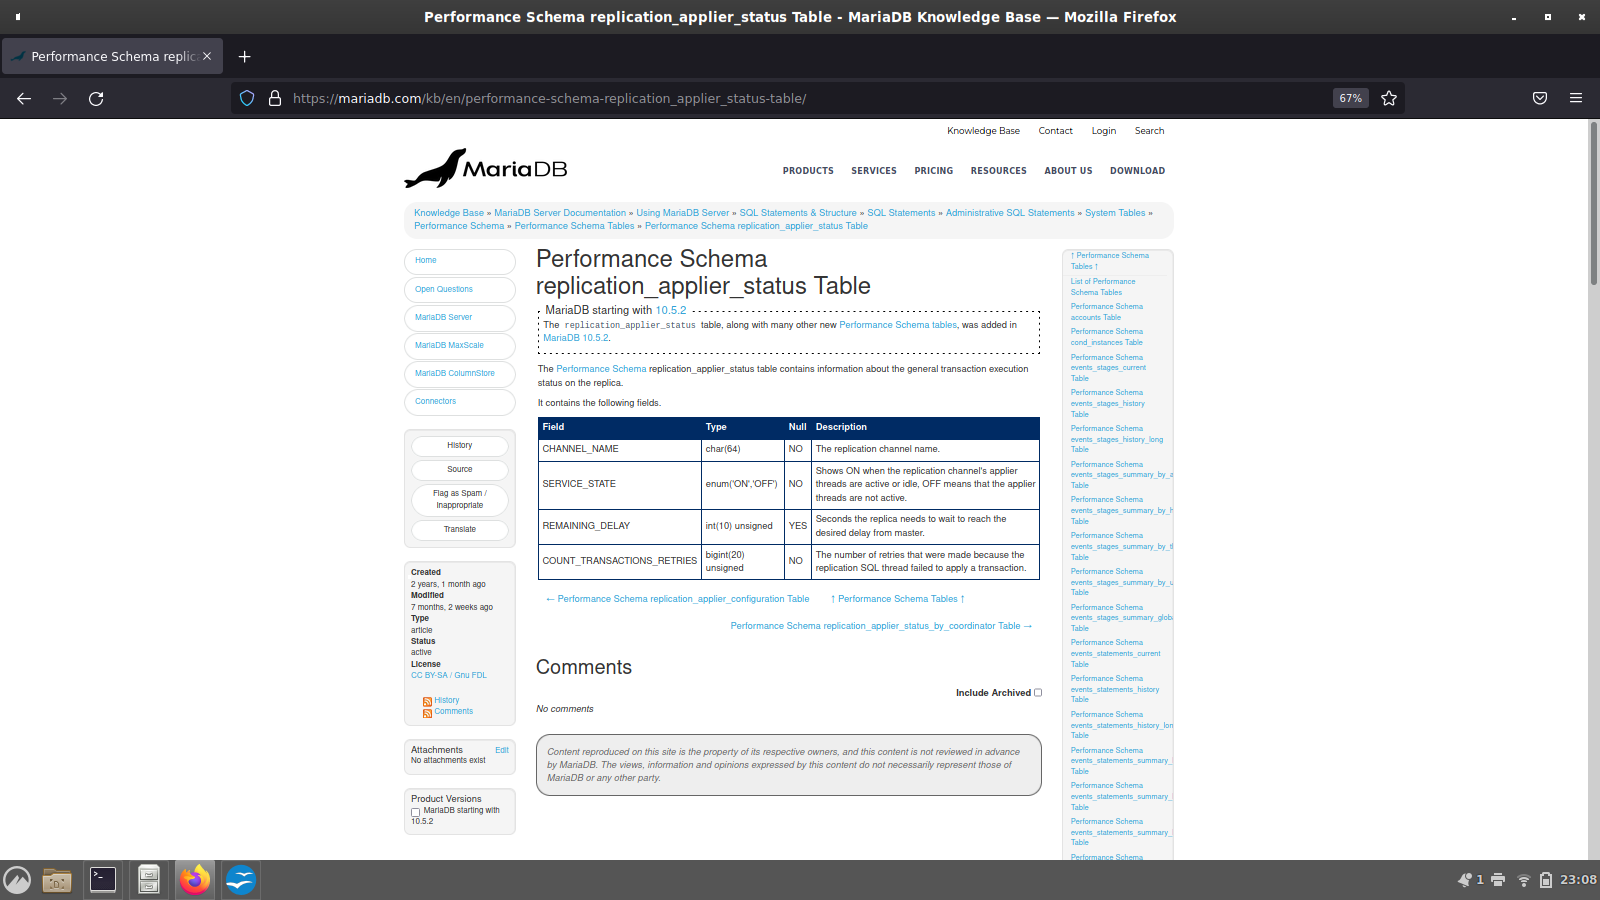 Performance Schema replication_applier_status Table - MariaDB Knowledge Base — Mozilla Firefox
Performance Schema replic
https://mariadb.com/kb/en/performance-schema-replication_applier_status-table/
67%
Knowledge Base Contact Login Search
MariaDB
PRODUCTS SERVICES PRICING RESOURCES ABOUT US DOWNLOAD
Knowledge Base » MariaDB Server Documentation » Using MariaDB Server » SQL Statements & Structure » SQL Statements » Administrative SQL Statements » System Tables »
Performance Schema » Performance Schema Tables » Performance Schema replication_applier_status Table
Home
Open Questions
MariaDB Server
MariaDB MaxScale
MariaDB ColumnStore
Connectors
History
Source
Flag as Spam /
Inappropriate
Translate
Created
2 years, 1 month ago
Modified
7 months, 2 weeks ago
Type
article
Status
active
License
CC BY-SA / Gnu FDL
History
Comments
Attachments Edit
No attachments exist
Product Versions
MariaDB starting with
10.5.2
Performance Schema
replication_applier_status Table
MariaDB starting with 10.5.2
The replication_applier_status table, along with many other new Performance Schema tables, was added in
MariaDB 10.5.2.
The Performance Schema replication_applier_status table contains information about the general transaction execution
status on the replica.
It contains the following fields.
Field Type Null Description
CHANNEL_NAME char(64) NO The replication channel name.
SERVICE_STATE enum('ON','OFF') NO Shows ON when the replication channel's applier
threads are active or idle, OFF means that the applier
threads are not active.
REMAINING_DELAY int(10) unsigned YES Seconds the replica needs to wait to reach the
desired delay from master.
COUNT_TRANSACTIONS_RETRIES bigint(20)
unsigned NO The number of retries that were made because the
replication SQL thread failed to apply a transaction.
← Performance Schema replication_applier_configuration Table ↑ Performance Schema Tables ↑
Performance Schema replication_applier_status_by_coordinator Table →
Comments
Include Archived
No comments
Content reproduced on this site is the property of its respective owners, and this content is not reviewed in advance
by MariaDB. The views, information and opinions expressed by this content do not necessarily represent those of
MariaDB or any other party.
↑ Performance Schema
Tables ↑
List of Performance
Schema Tables
Performance Schema
accounts Table
Performance Schema
cond_instances Table
Performance Schema
events_stages_current
Table
Performance Schema
events_stages_history
Table
Performance Schema
events_stages_history_long
Table
Performance Schema
events_stages_summary_by_a
Table
Performance Schema
events_stages_summary_by_h
Table
Performance Schema
events_stages_summary_by_t
Table
Performance Schema
events_stages_summary_by_u
Table
Performance Schema
events_stages_summary_glob
Table
Performance Schema
events_statements_current
Table
Performance Schema
events_statements_history
Table
Performance Schema
events_statements_history_lon
Table
Performance Schema
events_statements_summary_
Table
Performance Schema
events_statements_summary_
Table
Performance Schema
events_statements_summary_
Table
Performance Schema
1
23:08